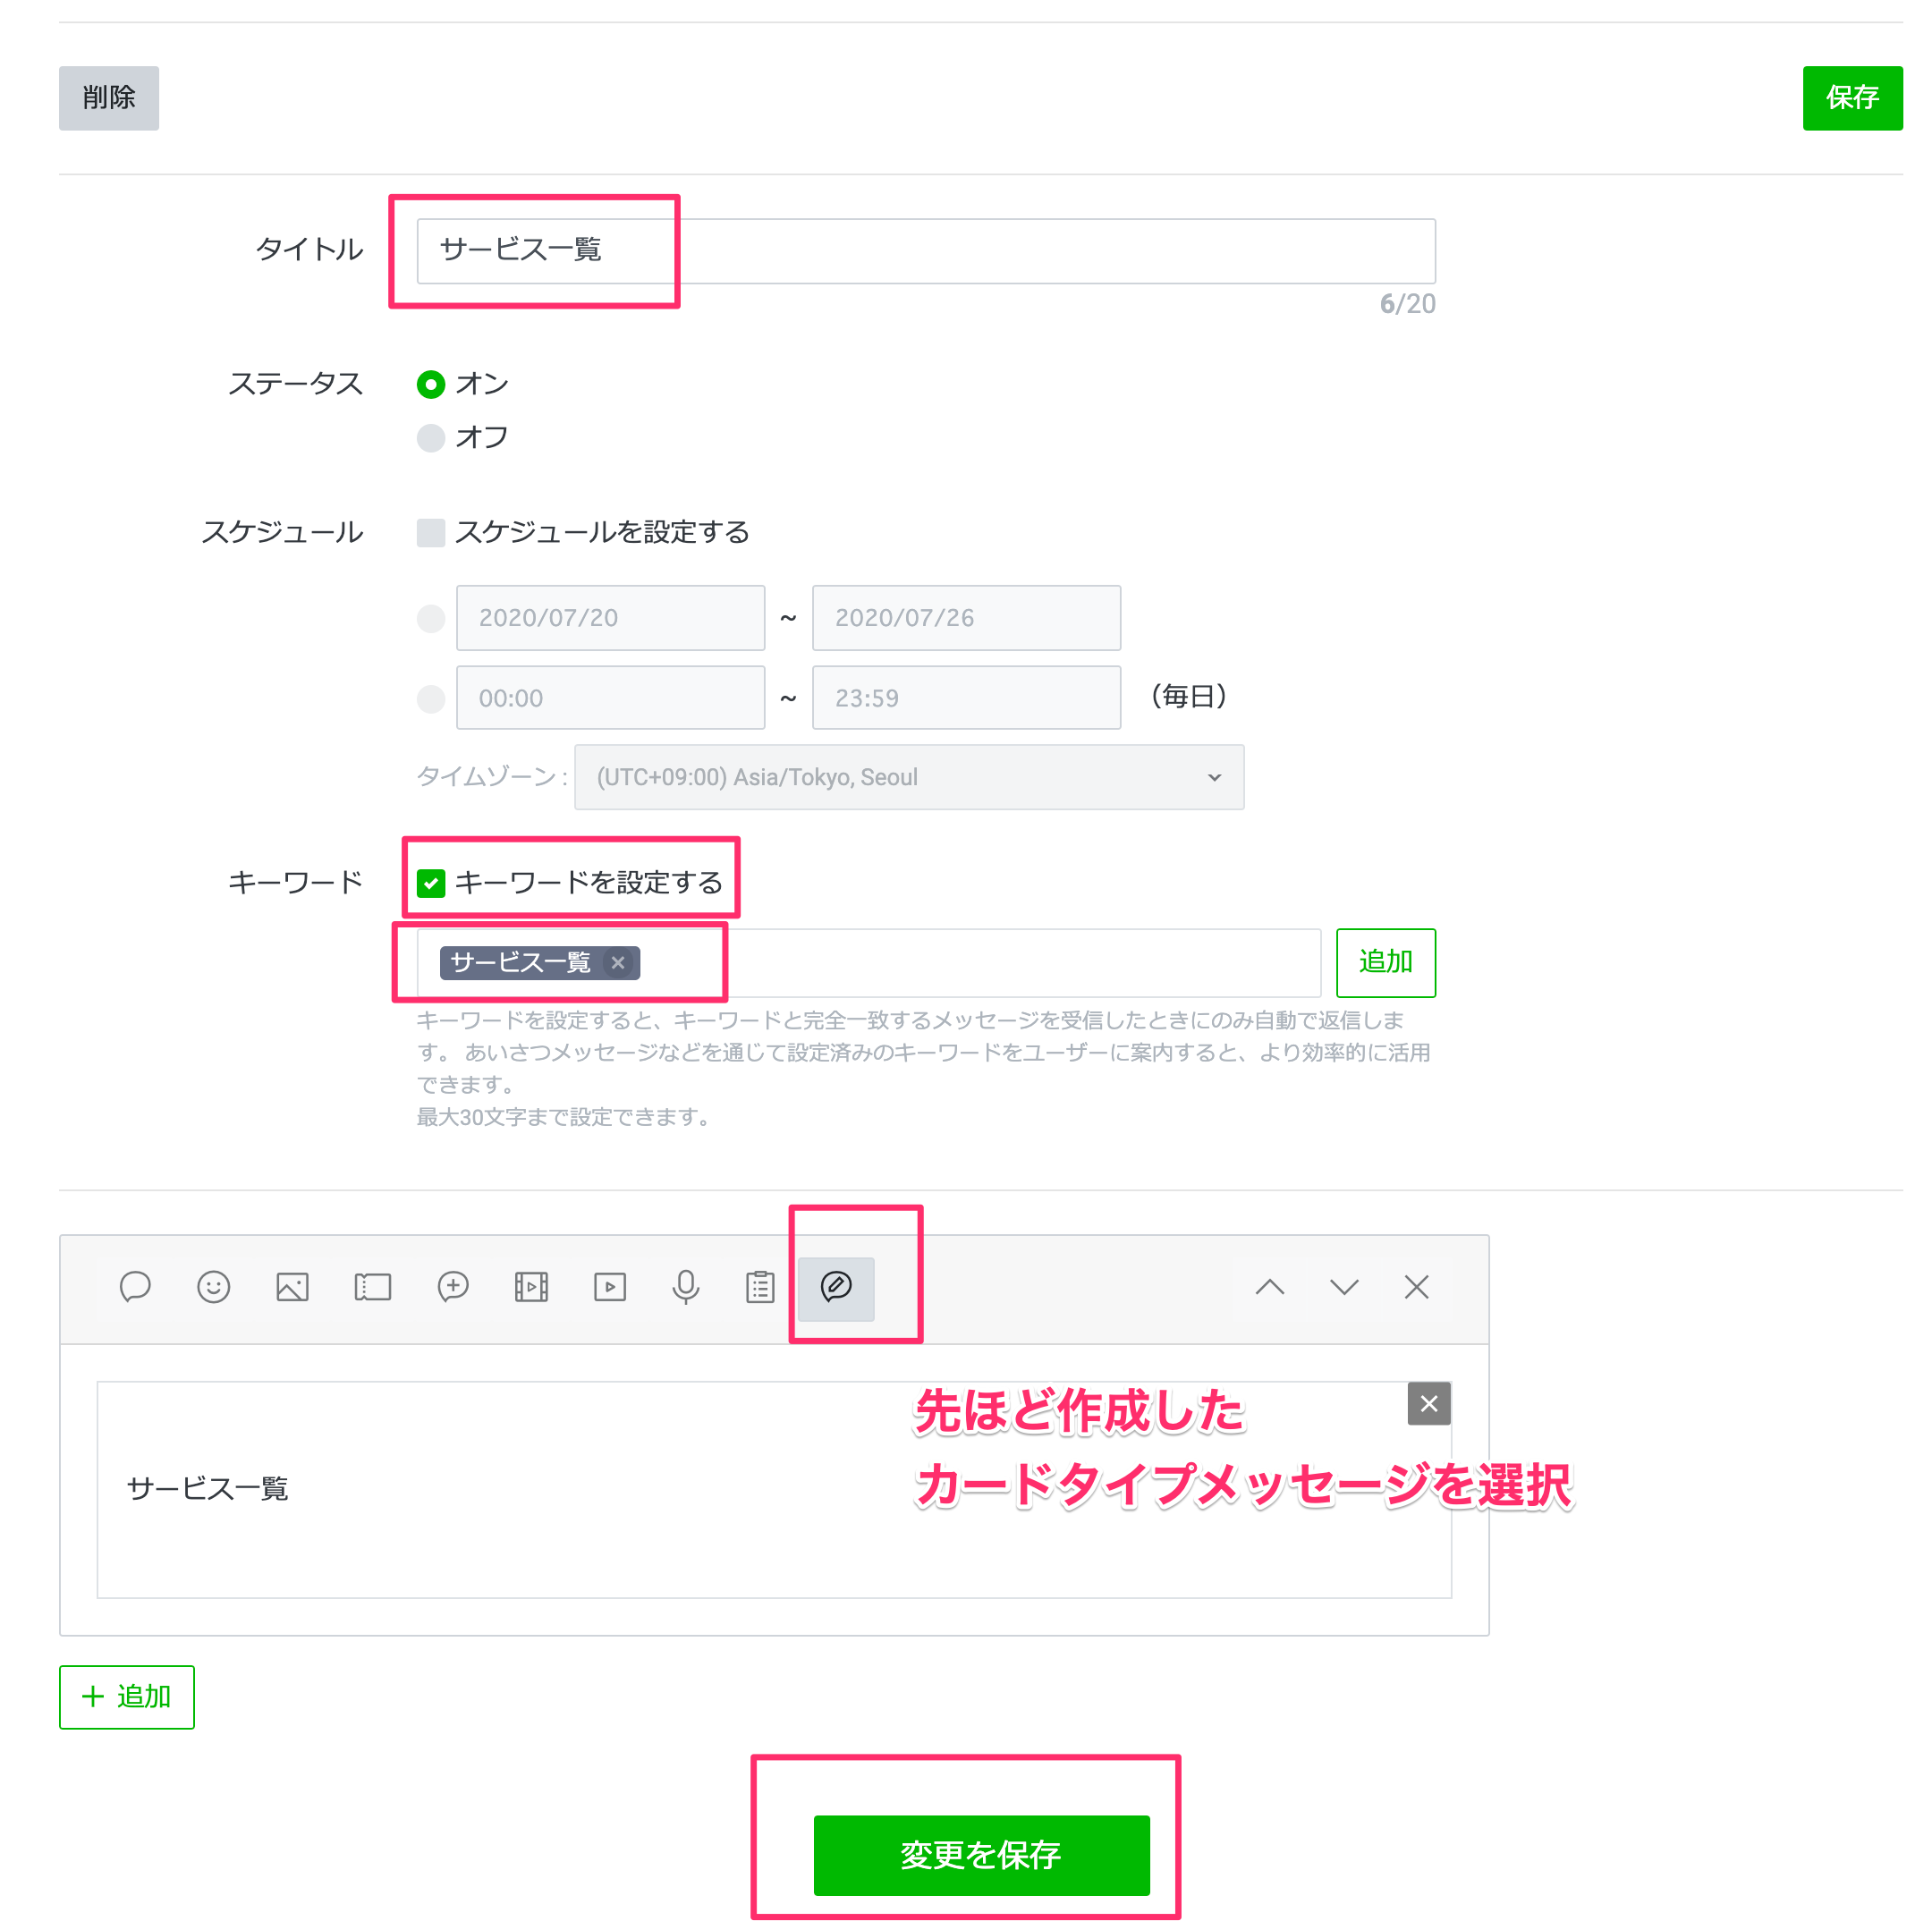 削除
保存
タイトル
サービス一覧
6/20
ステータス
オン
オフ
スケジュール
スケジュールを設定する
2020/07/20 ~ 2020/07/26
00:00 ~ 23:59 （毎日）
タイムゾーン : (UTC+09:00) Asia/Tokyo, Seoul
キーワード
キーワードを設定する
サービス一覧
追加
キーワードを設定すると、キーワードと完全一致するメッセージを受信したときにのみ自動で返信しま
す。 あいさつメッセージなどを通じて設定済みのキーワードをユーザーに案内すると、より効率的に活用
できます。
最大30文字まで設定できます。
先ほど作成した
カードタイプメッセージを選択
サービス一覧
+ 追加
変更を保存